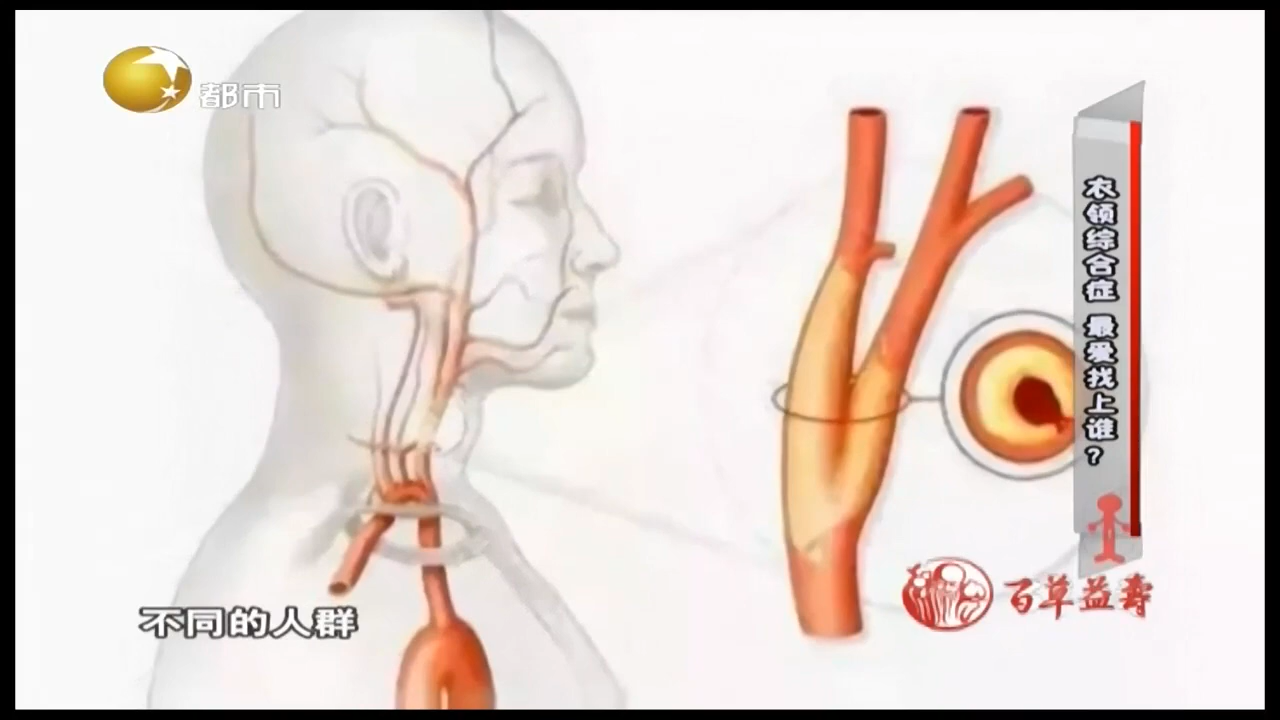 都市
衣领综合症 最爱找上谁？
百草益寿
不同的人群